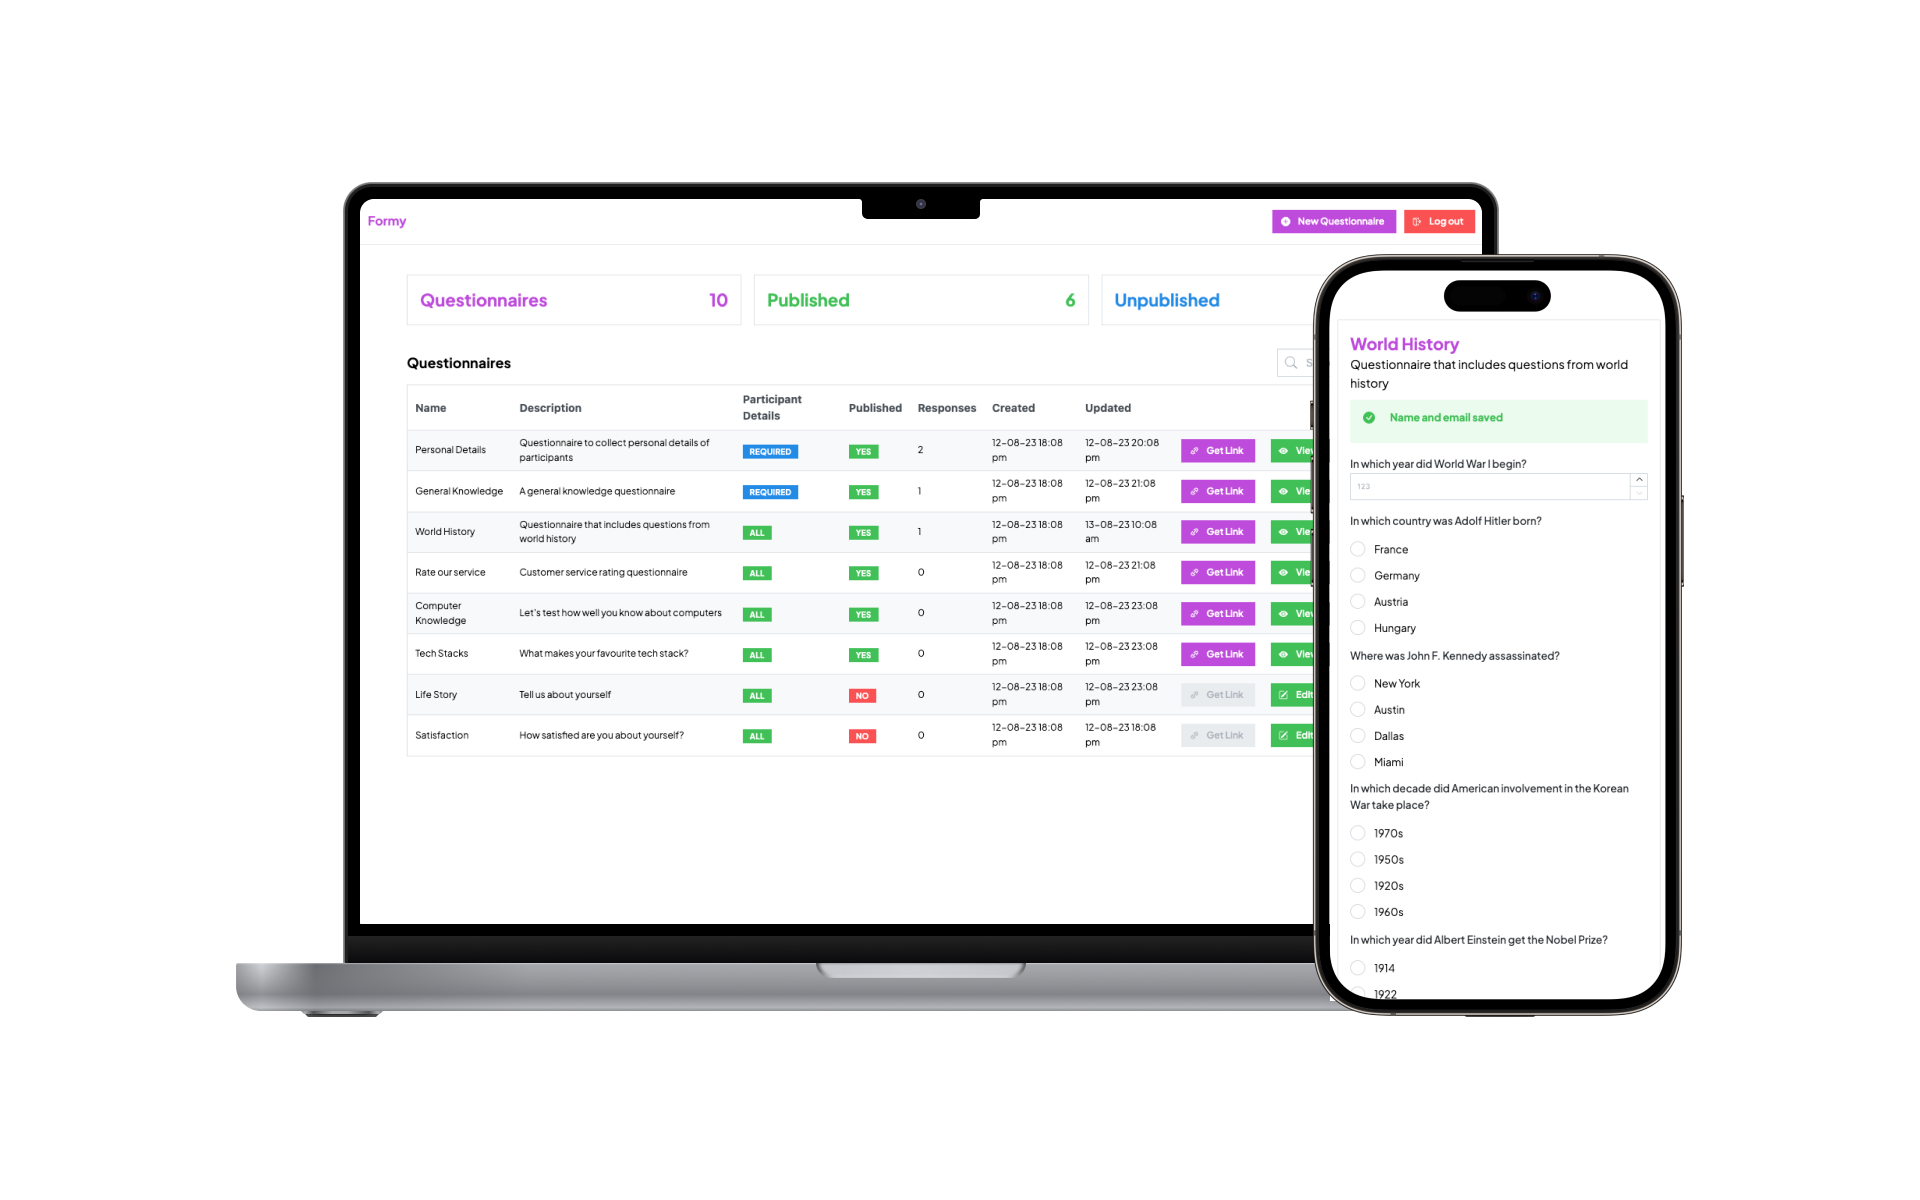 Formy
New Questionnaire
Log out
Questionnaires 10
Published 6
Unpublished
Questionnaires
Name Description Participant Details Published Responses Created Updated
Personal Details Questionnaire to collect personal details of participants REQUIRED YES 2 12-08-23 18:08 pm 12-08-23 20:08 pm Get Link
General Knowledge A general knowledge questionnaire REQUIRED YES 1 12-08-23 18:08 pm 12-08-23 21:08 pm Get Link
World History Questionnaire that includes questions from world history ALL YES 1 12-08-23 18:08 pm 13-08-23 10:08 am Get Link
Rate our service Customer service rating questionnaire ALL YES 0 12-08-23 18:08 pm 12-08-23 21:08 pm Get Link
Computer Knowledge Let's test how well you know about computers ALL YES 0 12-08-23 18:08 pm 12-08-23 23:08 pm Get Link
Tech Stacks What makes your favourite tech stack? ALL YES 0 12-08-23 18:08 pm 12-08-23 23:08 pm Get Link
Life Story Tell us about yourself ALL NO 0 12-08-23 18:08 pm 12-08-23 23:08 pm Get Link Edit
Satisfaction How satisfied are you about yourself? ALL NO 0 12-08-23 18:08 pm 12-08-23 18:08 pm Get Link Edit
World History
Questionnaire that includes questions from world
history
Name and email saved
In which year did World War I begin?
123
In which country was Adolf Hitler born?
France
Germany
Austria
Hungary
Where was John F. Kennedy assassinated?
New York
Austin
Dallas
Miami
In which decade did American involvement in the Korean
War take place?
1970s
1950s
1920s
1960s
In which year did Albert Einstein get the Nobel Prize?
1914
1922